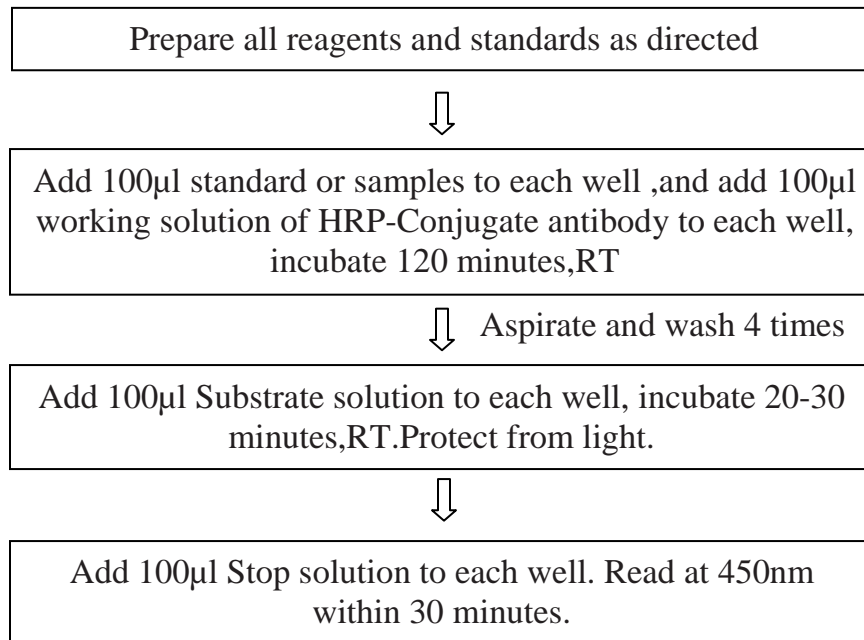 Prepare all reagents and standards as directed
Add 100μl standard or samples to each well ,and add 100μl
working solution of HRP-Conjugate antibody to each well,
incubate 120 minutes,RT
Aspirate and wash 4 times
Add 100μl Substrate solution to each well, incubate 20-30
minutes,RT.Protect from light.
Add 100μl Stop solution to each well. Read at 450nm
within 30 minutes.